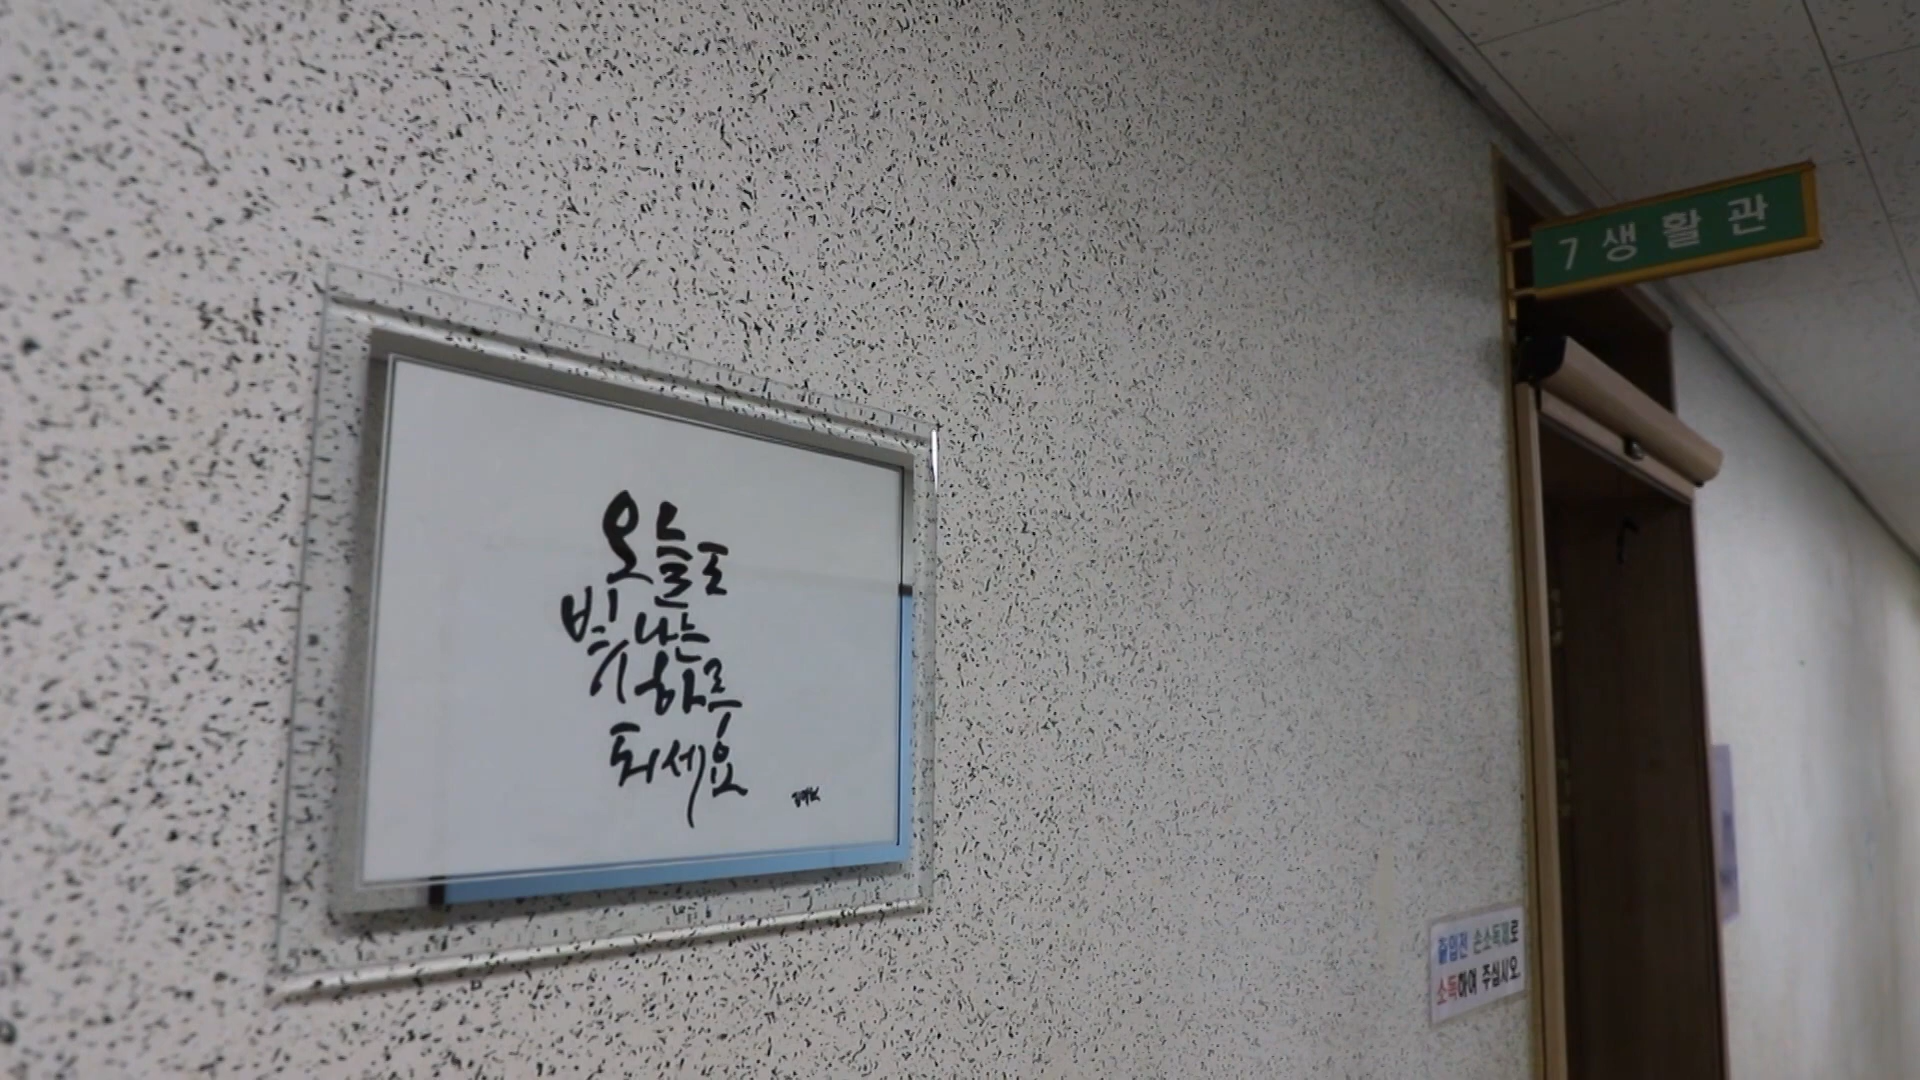 오늘도
빛나는
하루
되세요
7 생 활 관
출입전 손소독제로
소독하여 주십시오.